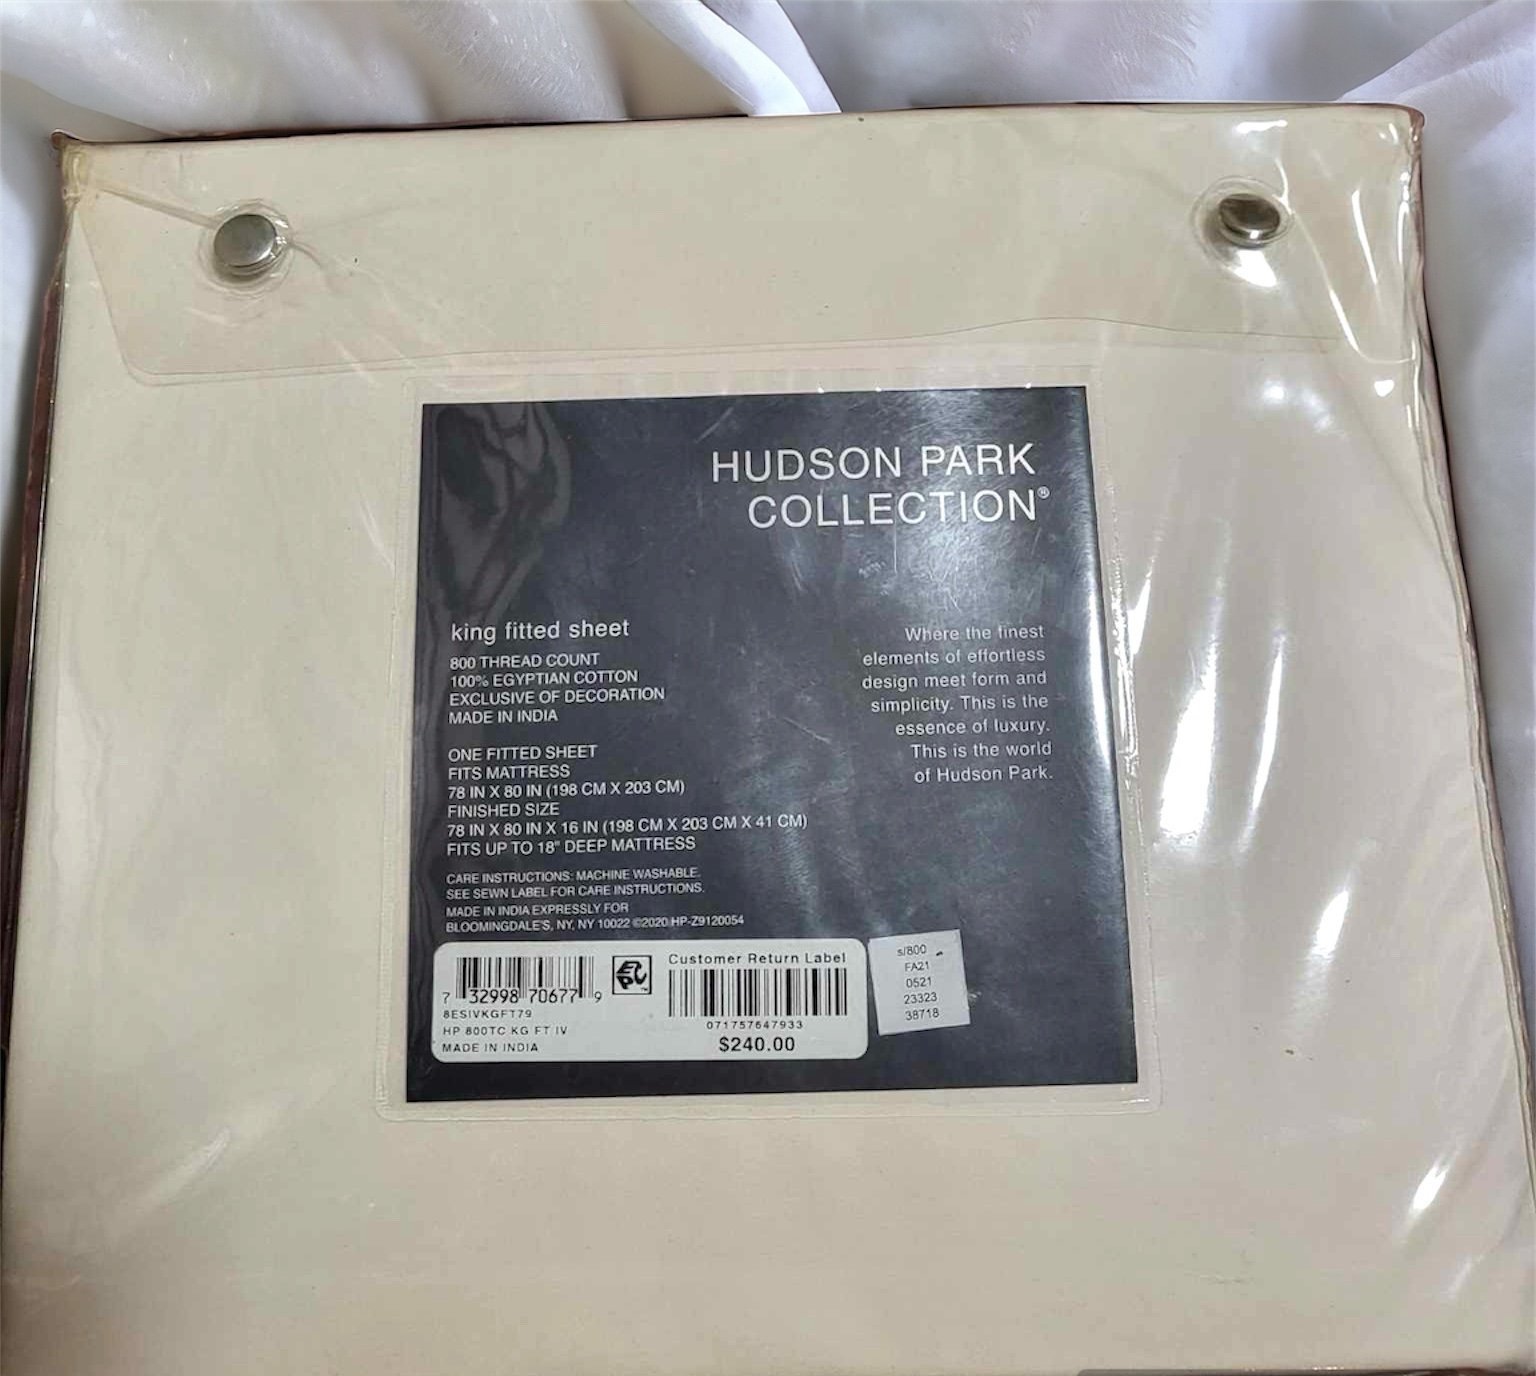 HUDSON PARK
COLLECTION®
king fitted sheet
800 THREAD COUNT
100% EGYPTIAN COTTON
EXCLUSIVE OF DECORATION
MADE IN INDIA
ONE FITTED SHEET
FITS MATTRESS
78 IN X 80 IN (198 CM X 203 CM)
FINISHED SIZE
78 IN X 80 IN X 16 IN (198 CM X 203 CM X 41 CM)
FITS UP TO 18" DEEP MATTRESS
CARE INSTRUCTIONS: MACHINE WASHABLE.
SEE SEWN LABEL FOR CARE INSTRUCTIONS.
MADE IN INDIA EXPRESSLY FOR
BLOOMINGDALE'S, NY, NY 10022 ©2020 HP-Z9120054
Where the finest
elements of effortless
design meet form and
simplicity. This is the
essence of luxury.
This is the world
of Hudson Park.
7 32998 70677 9
8ESIVKGFT79
HP 800TC KG FT IV
MADE IN INDIA
EPC™
Customer Return Label
071757647933
$240.00
s/800
FA21
0521
23323
38718